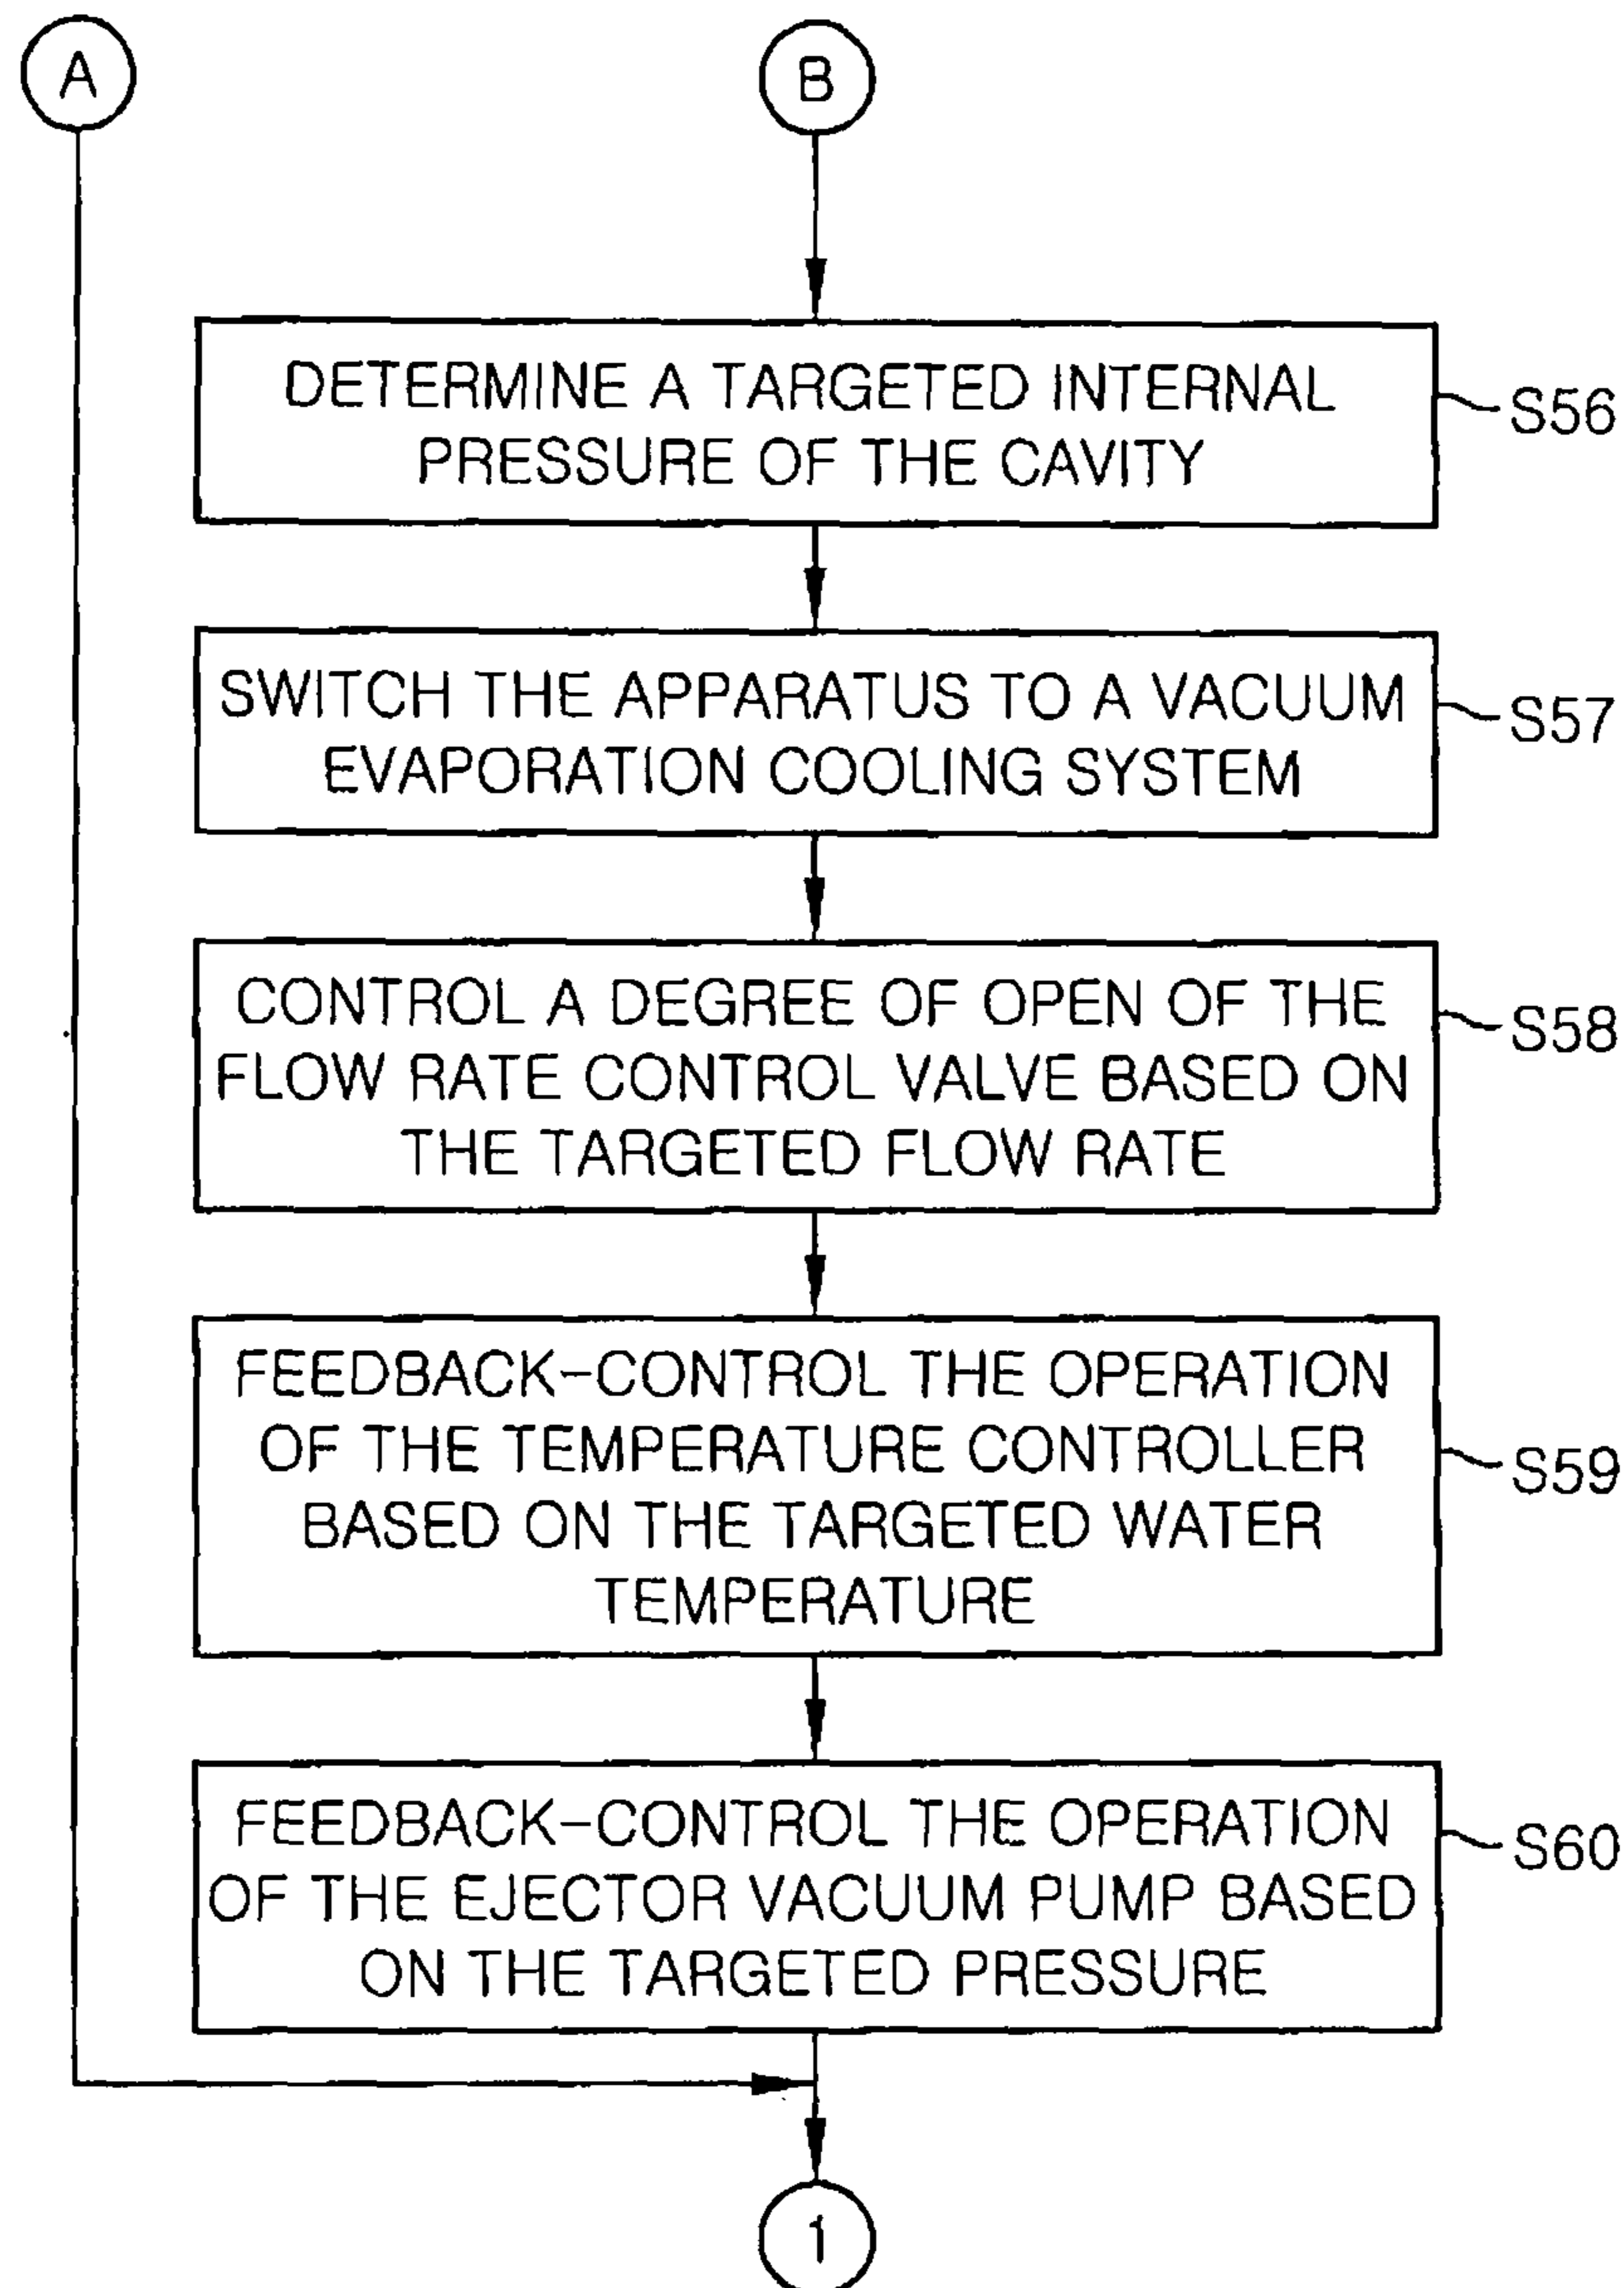 A
B
DETERMINE A TARGETED INTERNAL
PRESSURE OF THE CAVITY
S56
SWITCH THE APPARATUS TO A VACUUM
EVAPORATION COOLING SYSTEM
S57
CONTROL A DEGREE OF OPEN OF THE
FLOW RATE CONTROL VALVE BASED ON
THE TARGETED FLOW RATE
S58
FEEDBACK-CONTROL THE OPERATION
OF THE TEMPERATURE CONTROLLER
BASED ON THE TARGETED WATER
TEMPERATURE
S59
FEEDBACK-CONTROL THE OPERATION
OF THE EJECTOR VACUUM PUMP BASED
ON THE TARGETED PRESSURE
S60
1